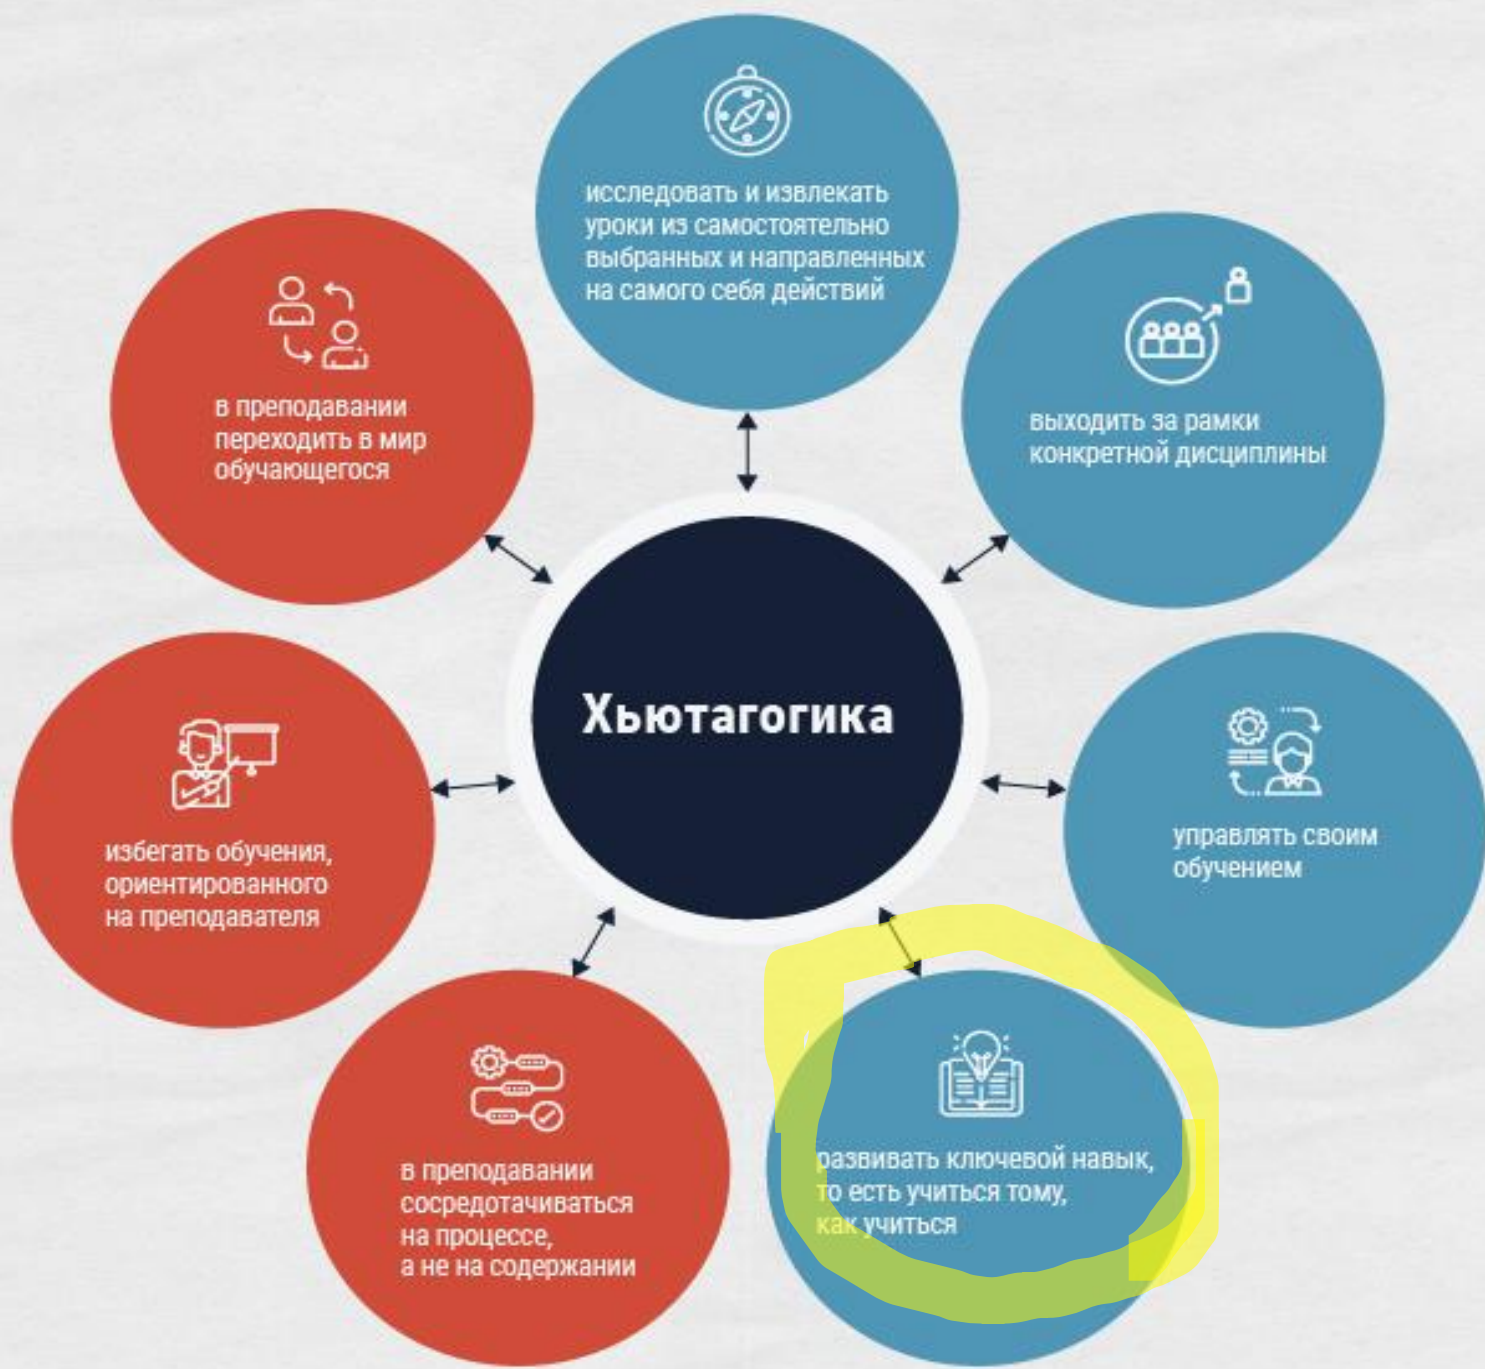 исследовать и извлекать
уроки из самостоятельно
выбранных и направленных
на самого себя действий
в преподавании
переходить в мир
обучающегося
выходить за рамки
конкретной дисциплины
Хьютагогика
избегать обучения,
ориентированного
на преподавателя
управлять своим
обучением
в преподавании
сосредотачиваться
на процессе,
а не на содержании
развивать ключевой навык,
то есть учиться тому,
как учиться